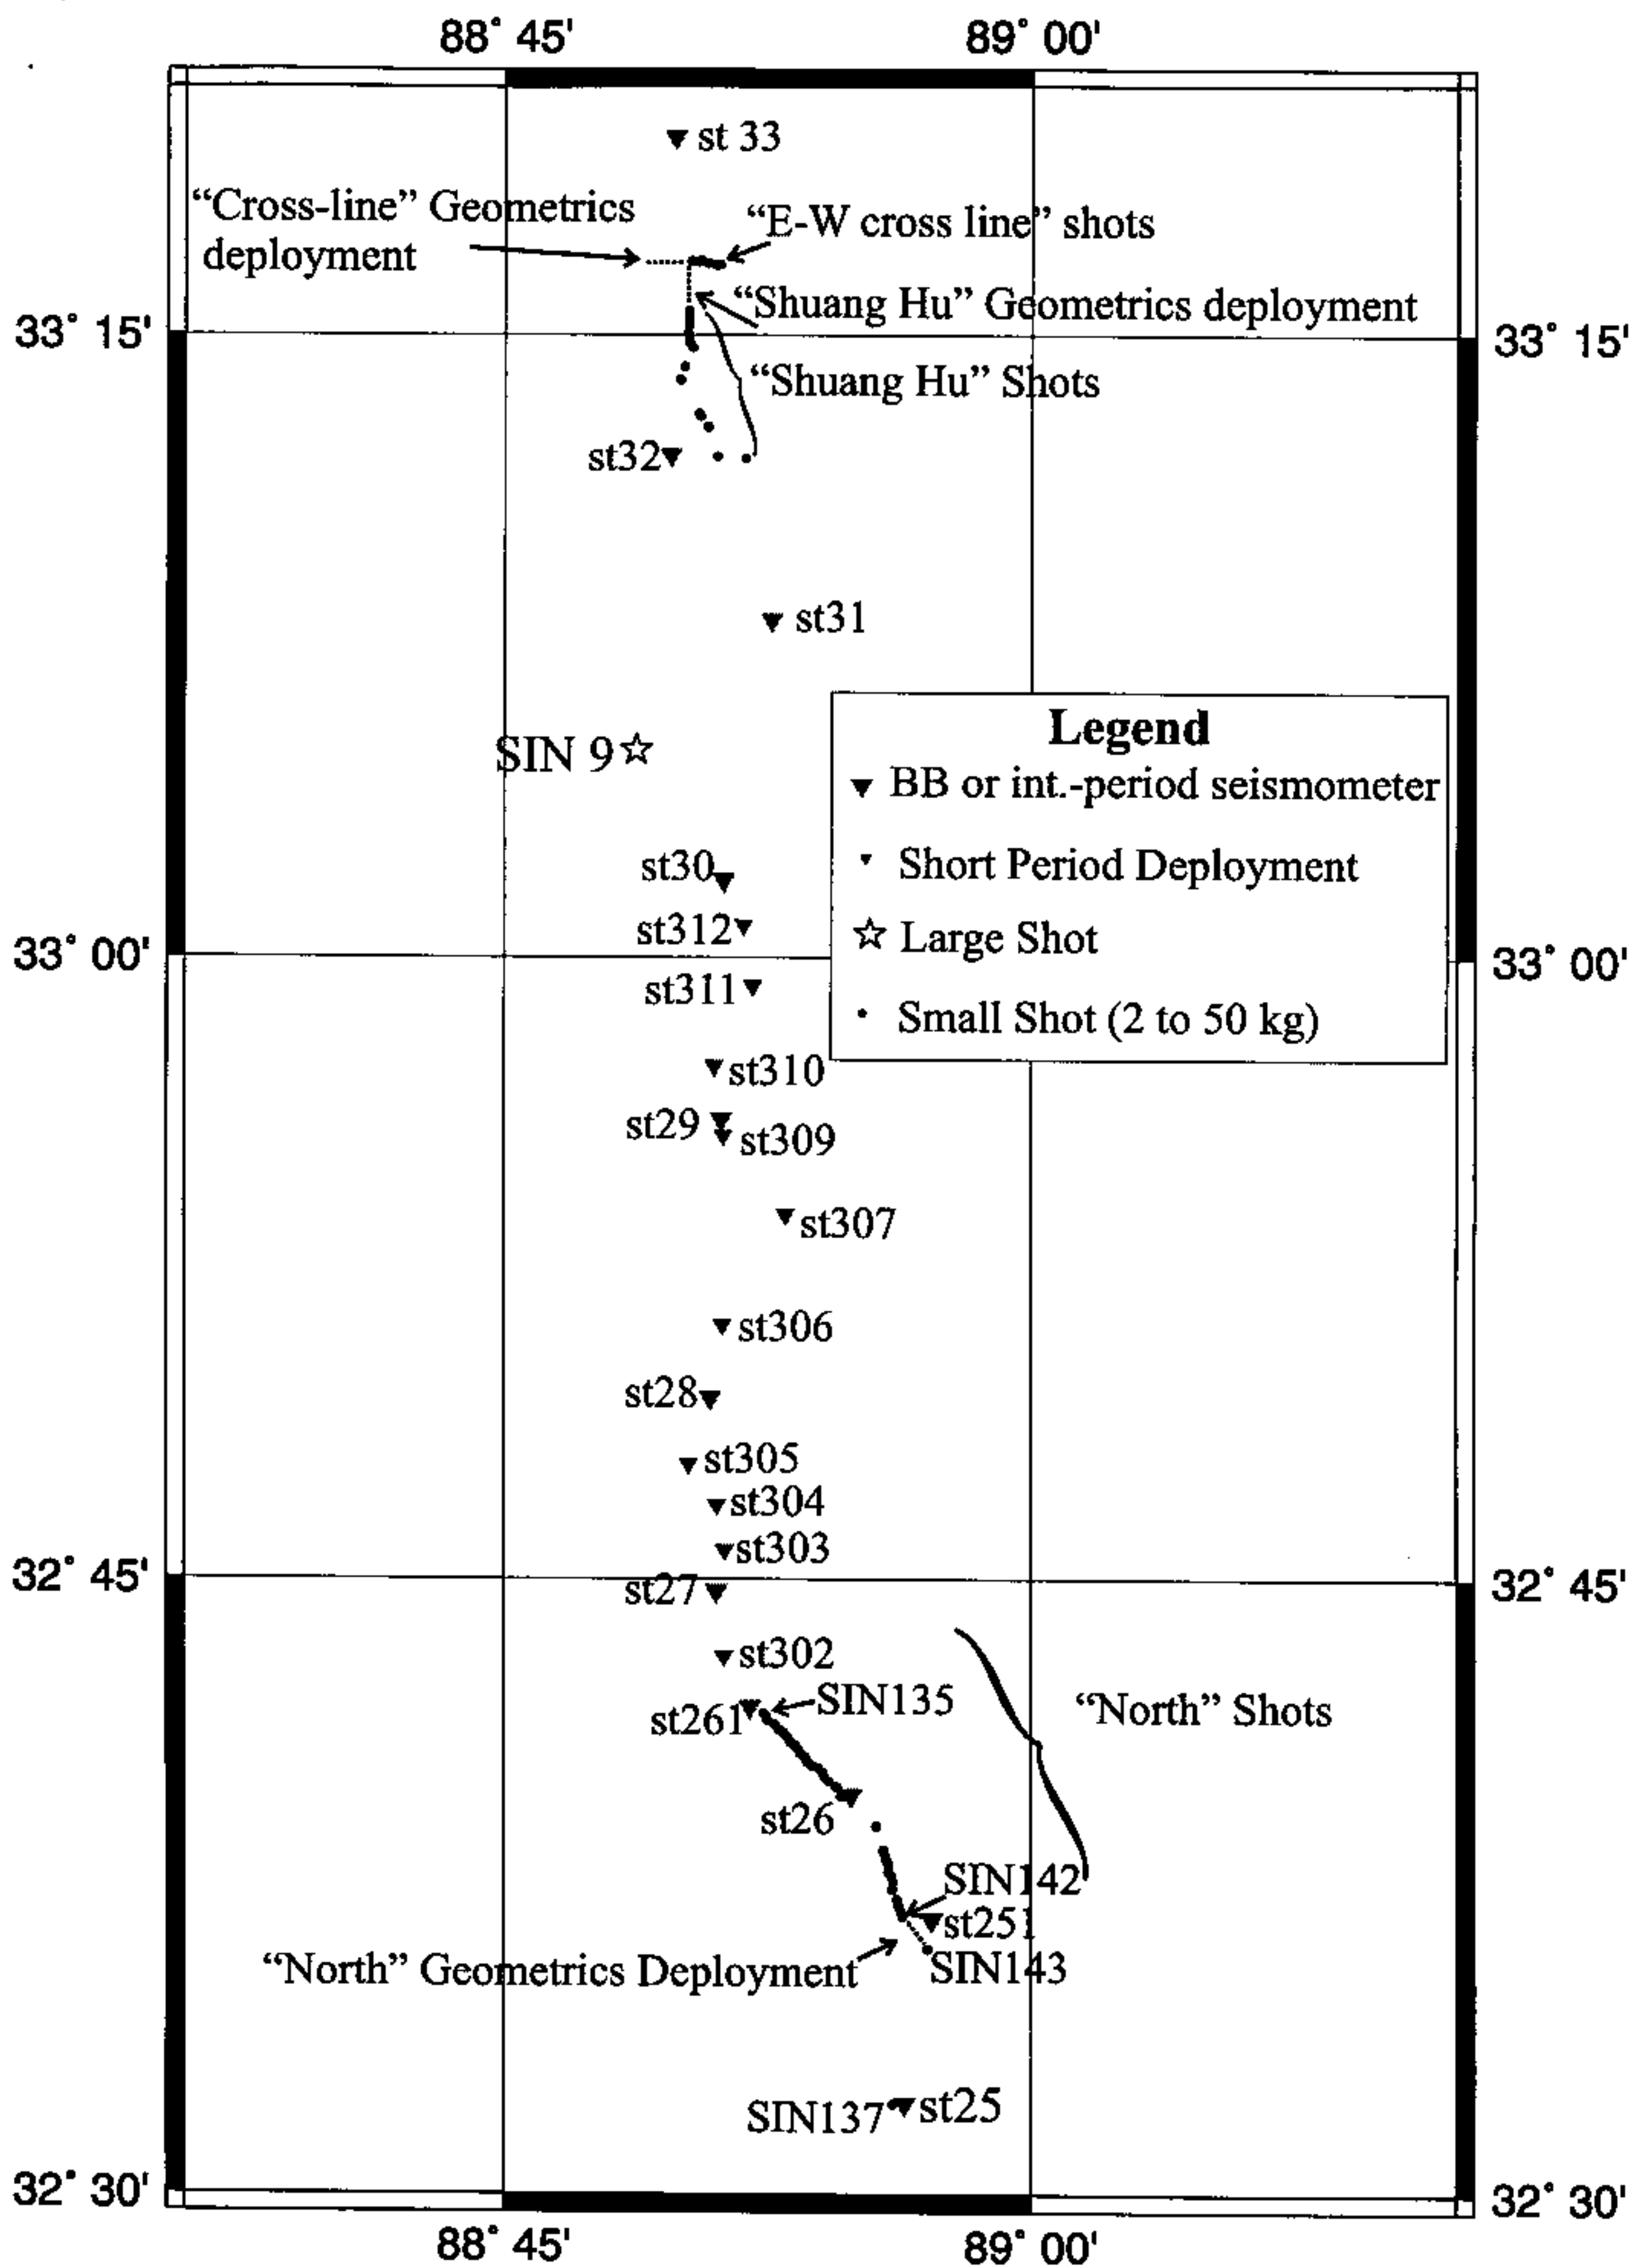 88° 45'
89° 00'
st 33
“Cross-line” Geometrics
deployment
“E-W cross line” shots
“Shuang Hu” Geometrics deployment
33° 15'
33° 15'
“Shuang Hu” Shots
st32
st31
Legend
SIN 9
BB or int.-period seismometer
st30
Short Period Deployment
st312
Large Shot
33° 00'
33° 00'
st311
Small Shot (2 to 50 kg)
st310
st29
st309
st307
st306
st28
st305
st304
st303
32° 45'
32° 45'
st27
st302
SIN135
“North” Shots
st261
st26
SIN142
st251
“North” Geometrics Deployment
SIN143
SIN137
st25
32° 30'
32° 30'
88° 45'
89° 00'